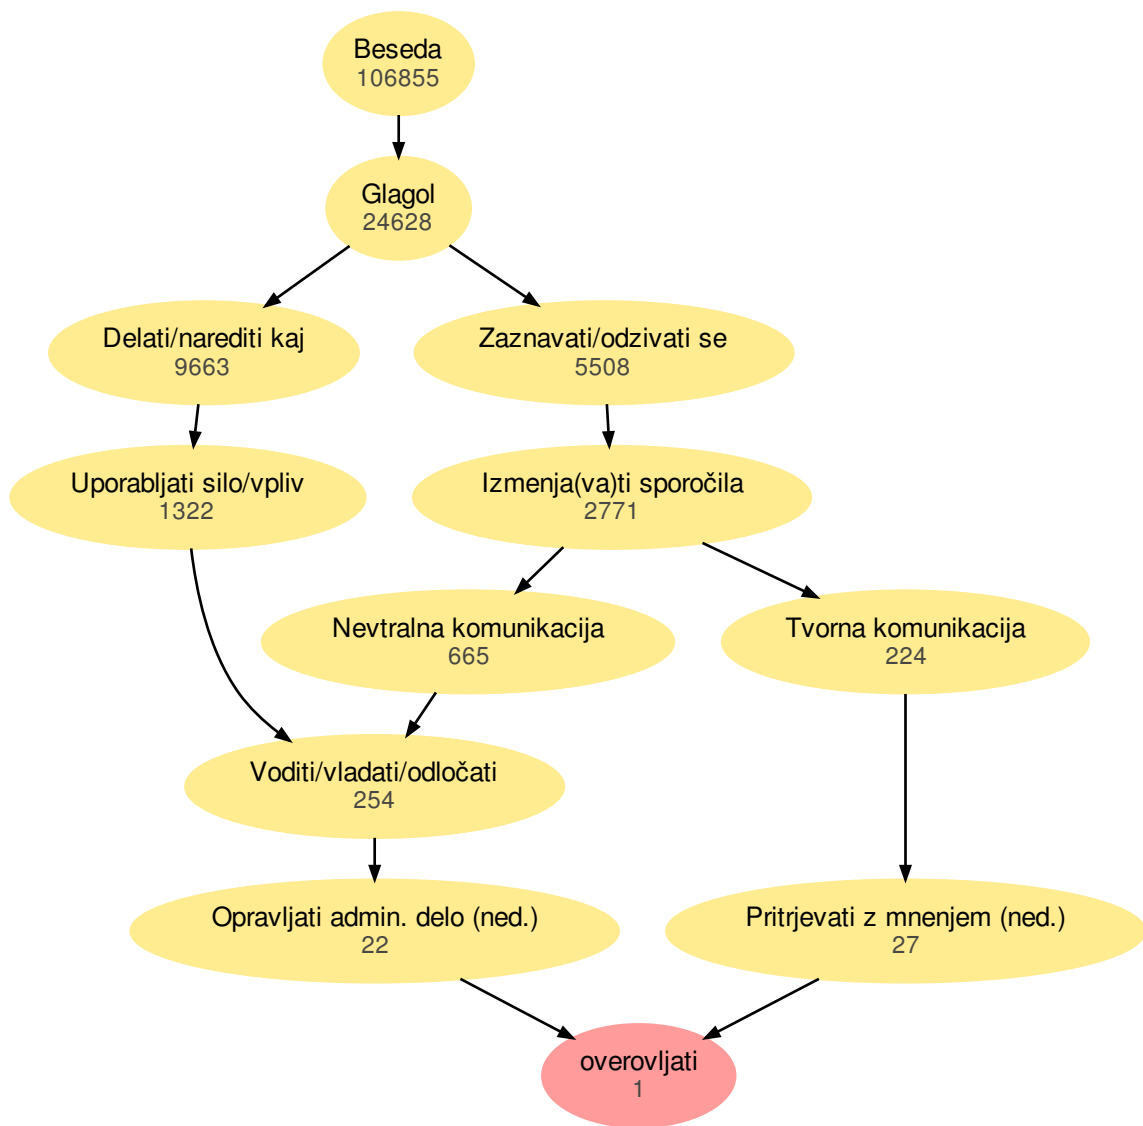 Beseda
106855
Glagol
24628
Delati/narediti kaj
9663
Zaznavati/odzivati se
5508
Uporabljati silo/vpliv
1322
Izmenja(va)ti sporočila
2771
Nevtralna komunikacija
665
Tvorna komunikacija
224
Voditi/vladati/odločati
254
Opravljati admin. delo (ned.)
22
Pritrjevati z mnenjem (ned.)
27
overovljati
1